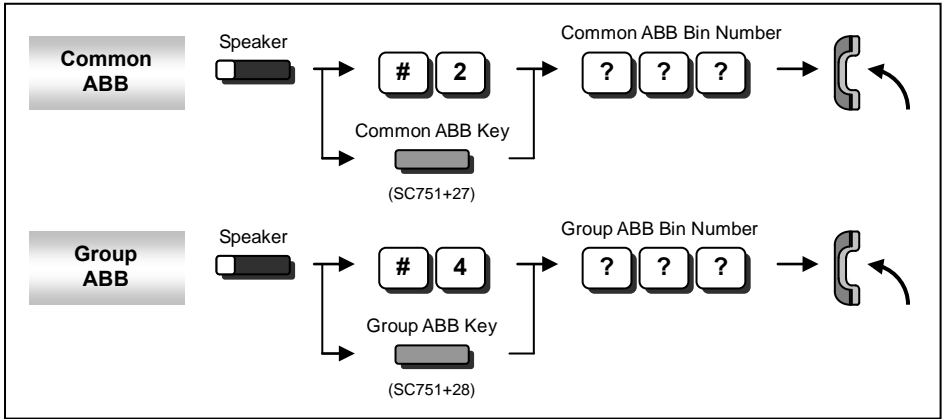 Common
ABB
Speaker
# 2
Common ABB Key
(SC751+27)
Common ABB Bin Number
? ? ?
Group
ABB
Speaker
# 4
Group ABB Key
(SC751+28)
Group ABB Bin Number
? ? ?